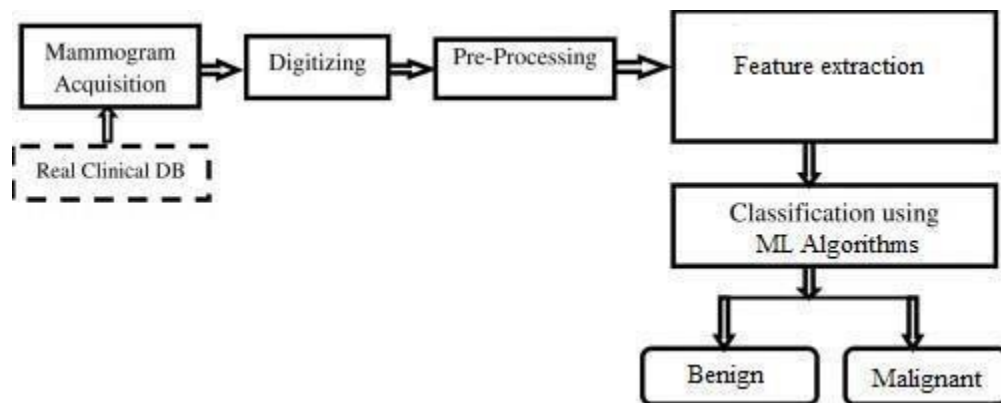 Mammogram
Acquisition
Digitizing
Pre-Processing
Feature extraction
Real Clinical DB
Classification using
ML Algorithms
Benign
Malignant